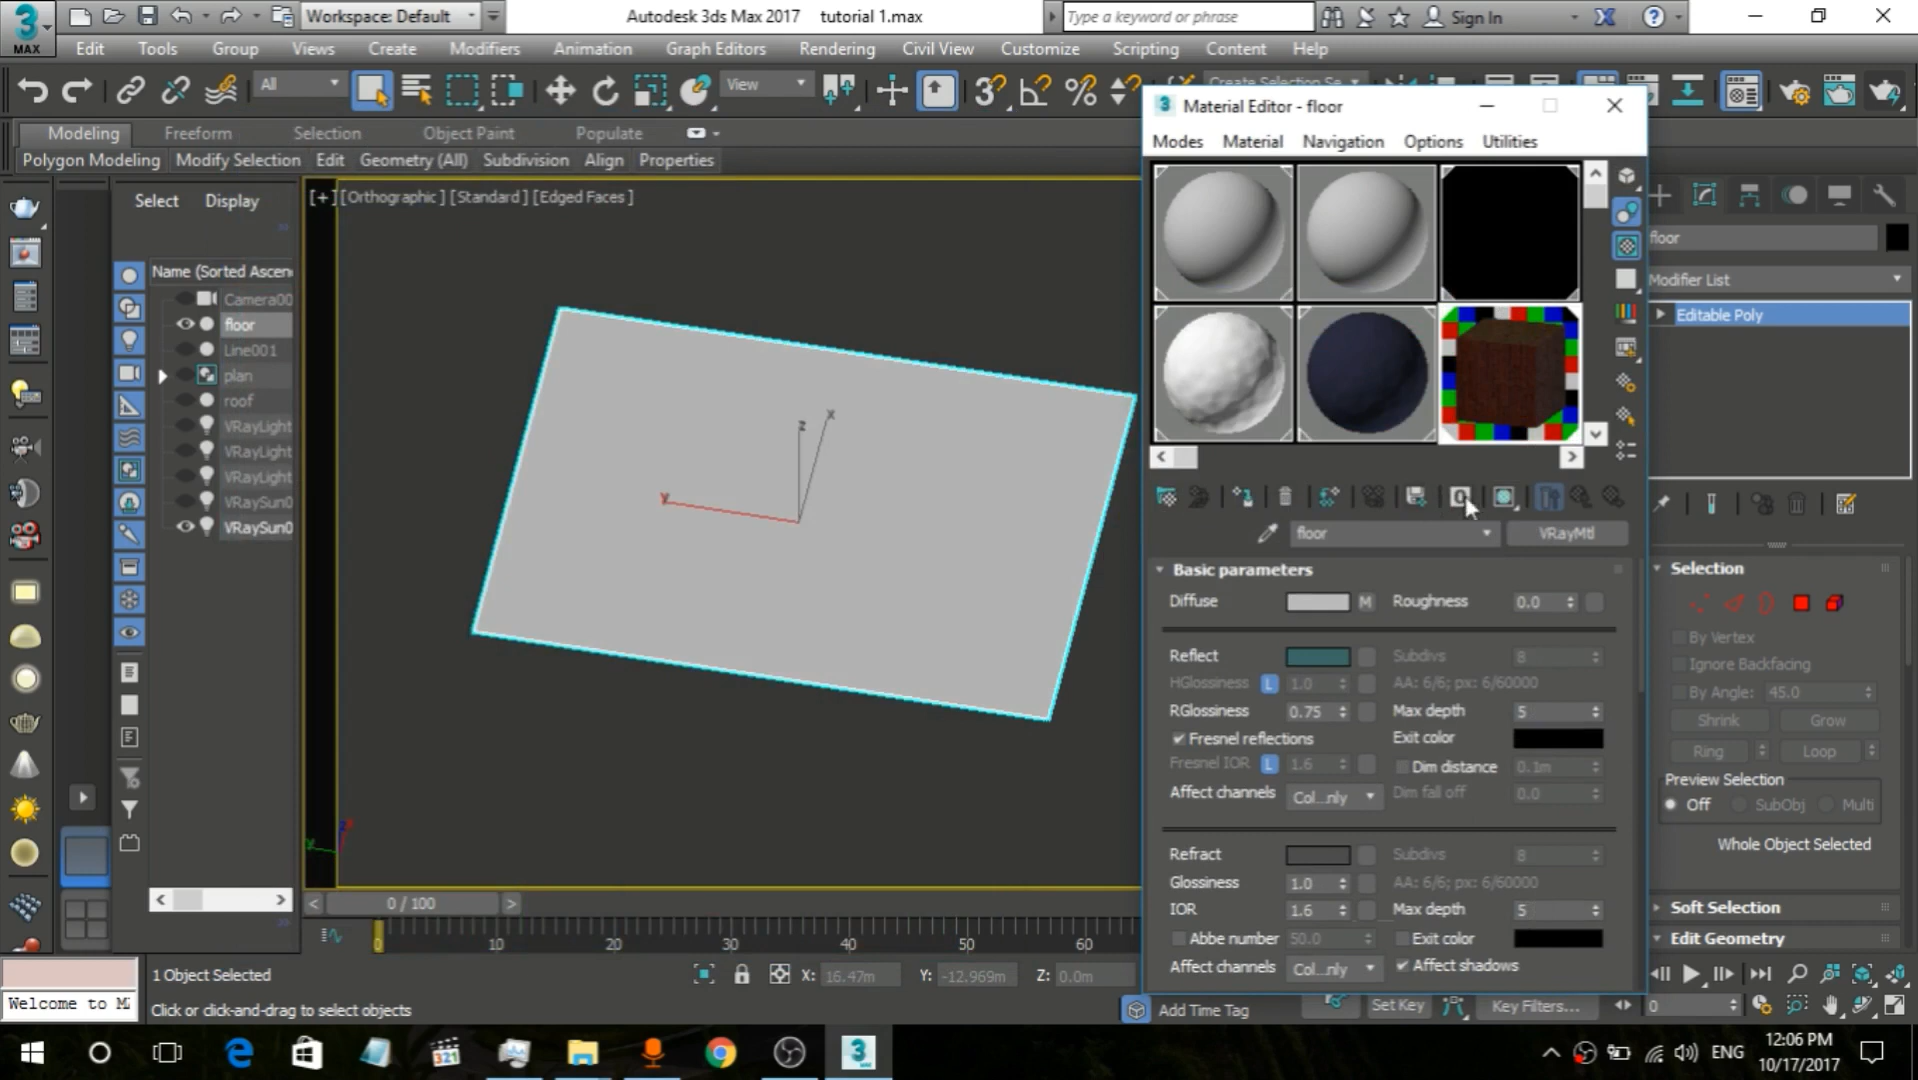 3
MAX
Workspace: Default
Autodesk 3ds Max 2017 tutorial 1.max
Type a keyword or phrase
Sign In
Edit Tools Group Views Create Modifiers Animation Graph Editors Rendering Civil View Customize Scripting Content Help
All
View
Create Selection Se
Modeling Freeform Selection Object Paint Populate
Polygon Modeling Modify Selection Edit Geometry (All) Subdivision Align Properties
Select Display
Name (Sorted Ascen
Camera00
floor
Line001
plan
roof
VRayLight
VRayLight
VRayLight
VRaySun0
VRaySun0
[+] [Orthographic] [Standard] [Edged Faces]
z
x
y
Material Editor - floor
Modes Material Navigation Options Utilities
floor
VRayMtl
Basic parameters
Diffuse
M
Roughness
0.0
Reflect
Subdivs
8
HGlossiness
L
1.0
AA: 6/6; px: 6/60000
RGlossiness
0.75
Max depth
5
Fresnel reflections
Exit color
Fresnel IOR
L
1.6
Dim distance
0.1m
Affect channels
Col...nly
Dim fall off
0.0
Refract
Subdivs
8
Glossiness
1.0
AA: 6/6; px: 6/60000
IOR
1.6
Max depth
5
Abbe number
50.0
Exit color
Affect channels
Col...nly
Affect shadows
floor
Modifier List
Editable Poly
Selection
By Vertex
Ignore Backfacing
By Angle:
45.0
Shrink
Grow
Ring
Loop
Preview Selection
Off
SubObj
Multi
Whole Object Selected
Soft Selection
Edit Geometry
0 / 100
0 10 20 30 40 50 60
1 Object Selected
X: 16.47m
Y: -12.969m
Z: 0.0m
Welcome to M
Click or click-and-drag to select objects
Add Time Tag
Set Key
Key Filters...
0
ENG
12:06 PM
10/17/2017